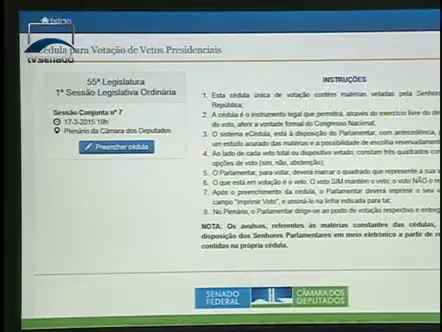 Início
Cédula para Votação de Vetos Presidenciais
tvsenado
55ª Legislatura
1ª Sessão Legislativa Ordinária
Sessão Conjunta nº 7
17-3-2015 19h
Plenário da Câmara dos Deputados
Preencher cédula
INSTRUÇÕES
1. Esta cédula única de votação contém matérias vetadas pela Senhor
República;
2. A cédula é o instrumento legal que permitirá, através do exercício livre do
do voto, aferir a vontade formal do Congresso Nacional;
3. O sistema eCédula, está à disposição do Parlamentar, com antecedência,
um estudo acurado das matérias e a possibilidade de escolha reservadament
4. Ao lado de cada veto total ou dispositivo vetado, constam três quadros co
opções de voto (sim, não, abstenção);
5. O Parlamentar, para votar, deverá marcar o quadro que representa a sua
6. O que está em votação é o veto. O voto SIM mantém o veto; o voto NÃO o
7. Após o preenchimento da cédula, o Parlamentar deverá imprimir o seu
campo "Imprimir Voto", e assiná-lo na linha indicada para tal;
8. No Plenário, o Parlamentar dirige-se ao posto de votação respectivo e entreg
NOTA: Os avulsos, referentes às matérias constantes das cédulas,
disposição dos Senhores Parlamentares em meio eletrônico a partir de
contidas na própria cédula.
SENADO
FEDERAL
CÂMARA DOS
DEPUTADOS